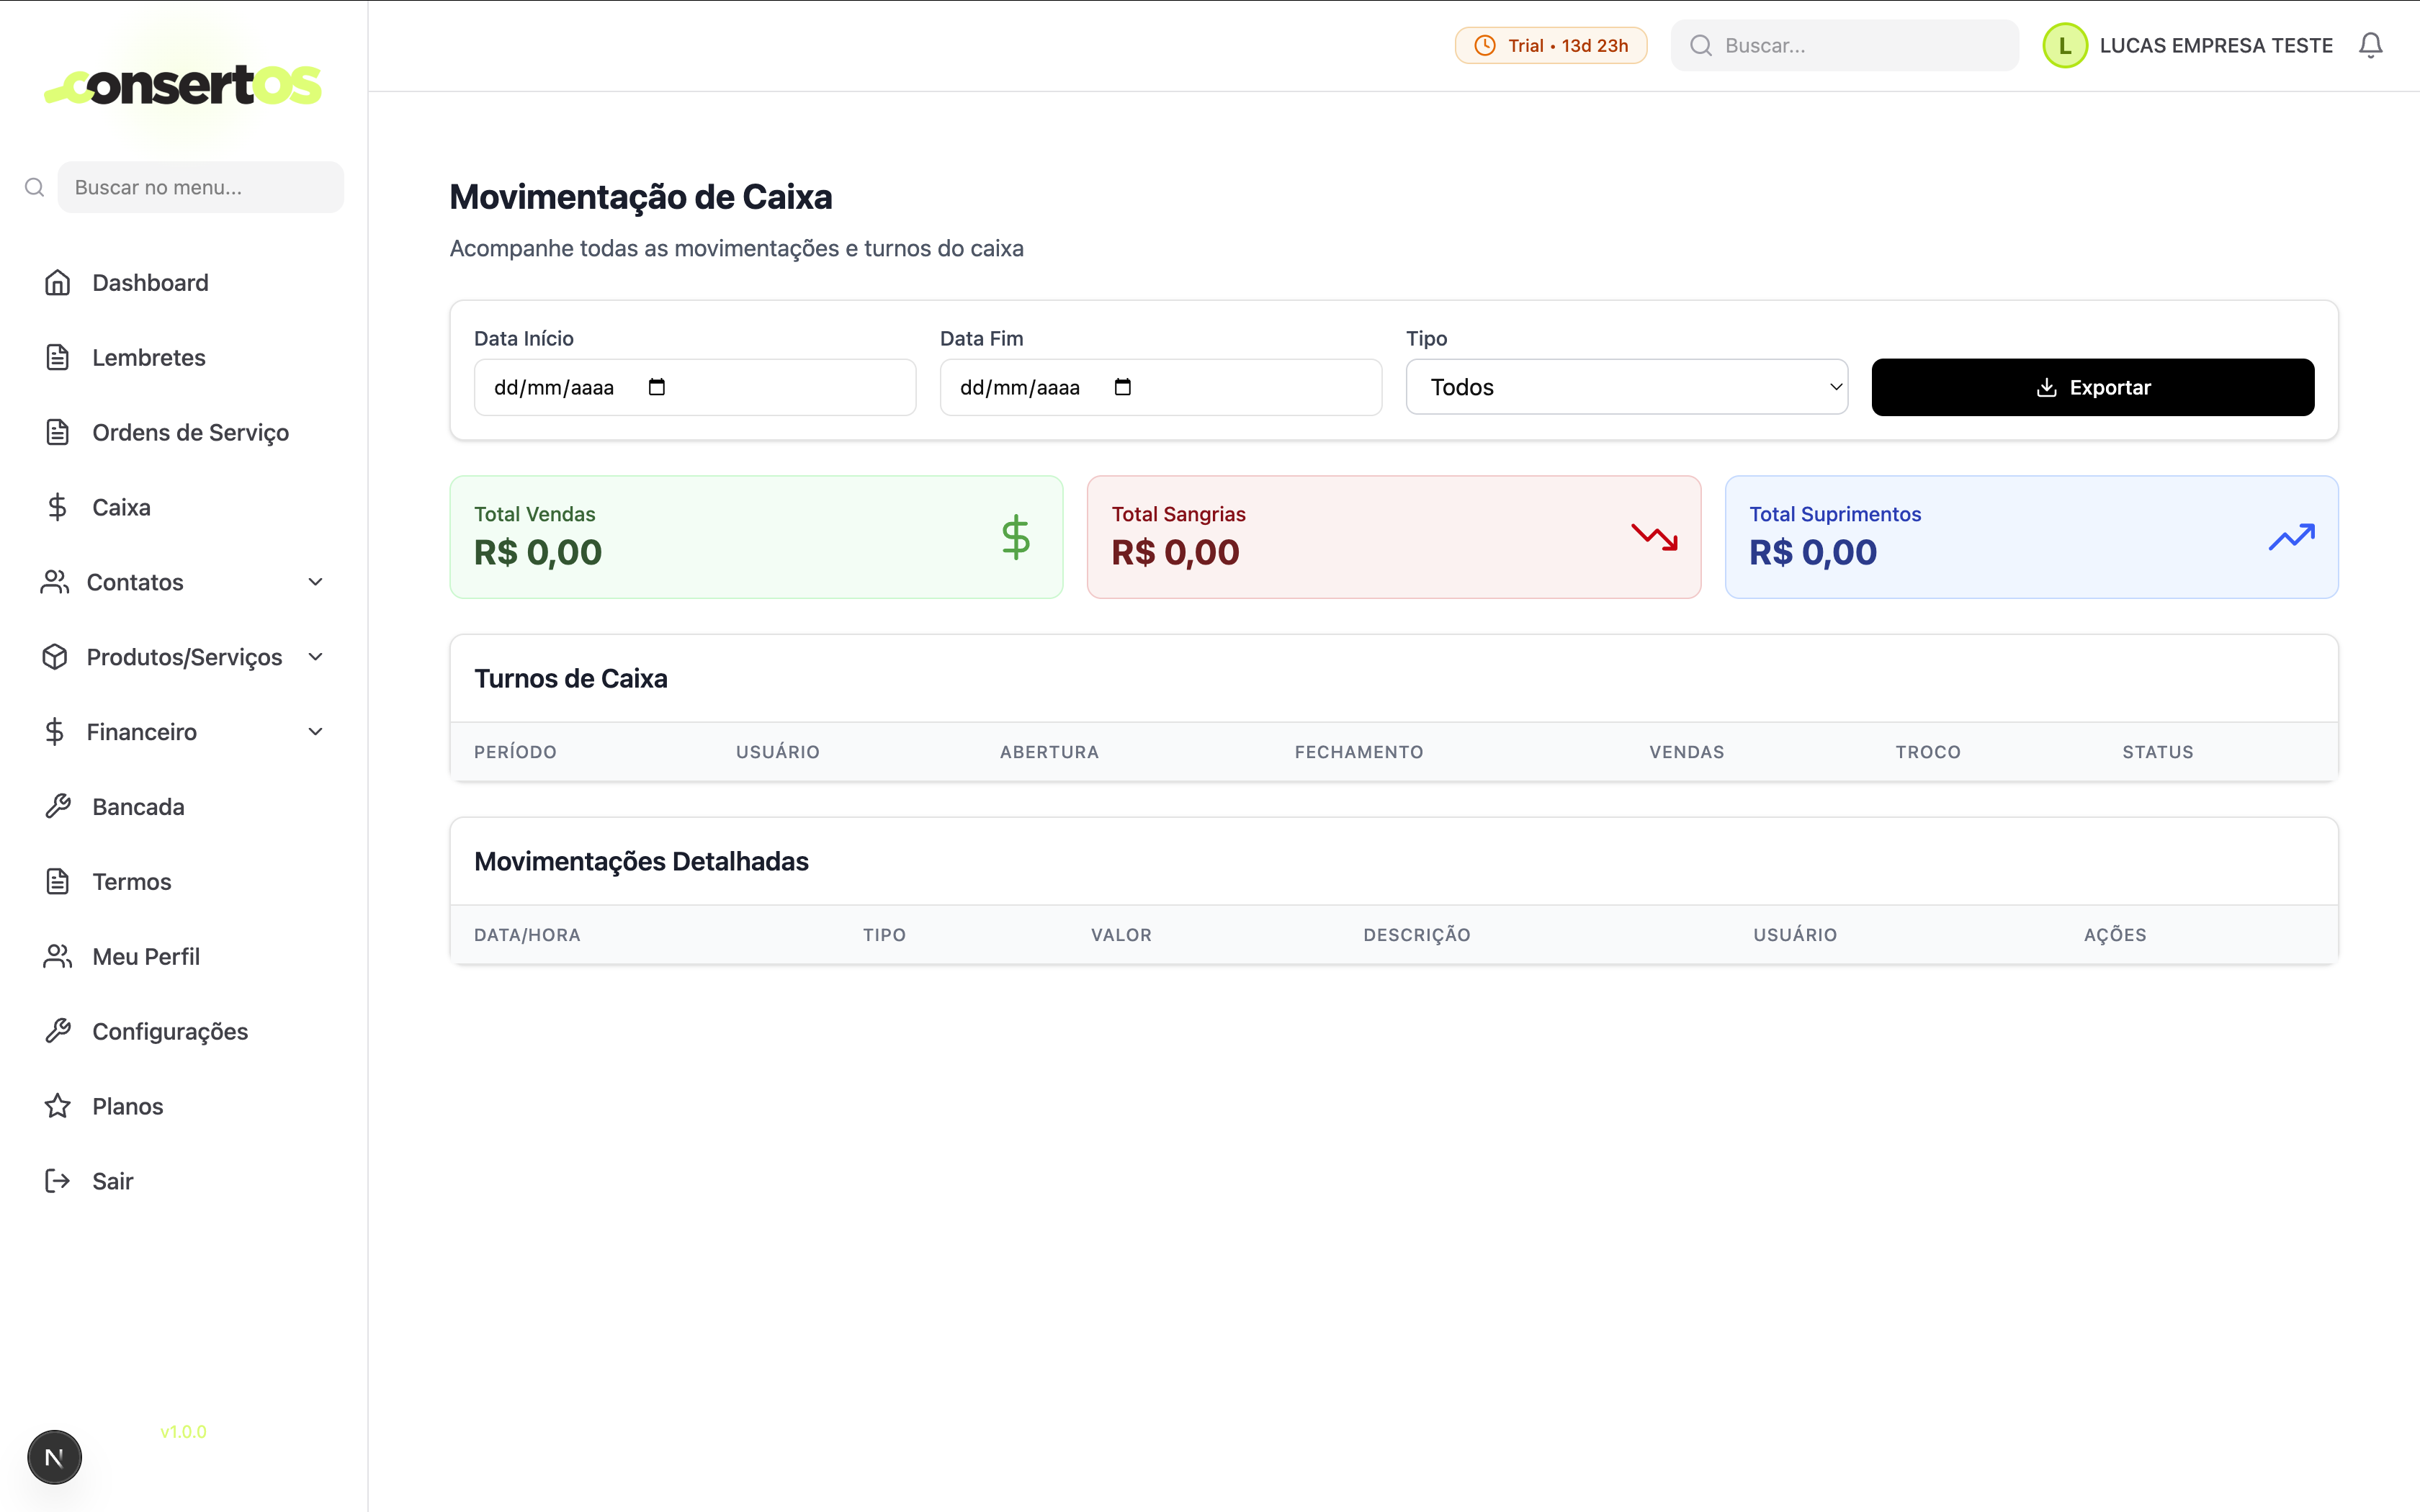 consertos
Trial • 13d 23h
Buscar...
L
LUCAS EMPRESA TESTE
Buscar no menu...
Dashboard
Lembretes
Ordens de Serviço
Caixa
Contatos
Produtos/Serviços
Financeiro
Bancada
Termos
Meu Perfil
Configurações
Planos
Sair
v1.0.0
N
Movimentação de Caixa
Acompanhe todas as movimentações e turnos do caixa
Data Início
dd/mm/aaaa
Data Fim
dd/mm/aaaa
Tipo
Todos
Exportar
Total Vendas
R$ 0,00
Total Sangrias
R$ 0,00
Total Suprimentos
R$ 0,00
Turnos de Caixa
PERÍODO USUÁRIO ABERTURA FECHAMENTO VENDAS TROCO STATUS
Movimentações Detalhadas
DATA/HORA TIPO VALOR DESCRIÇÃO USUÁRIO AÇÕES